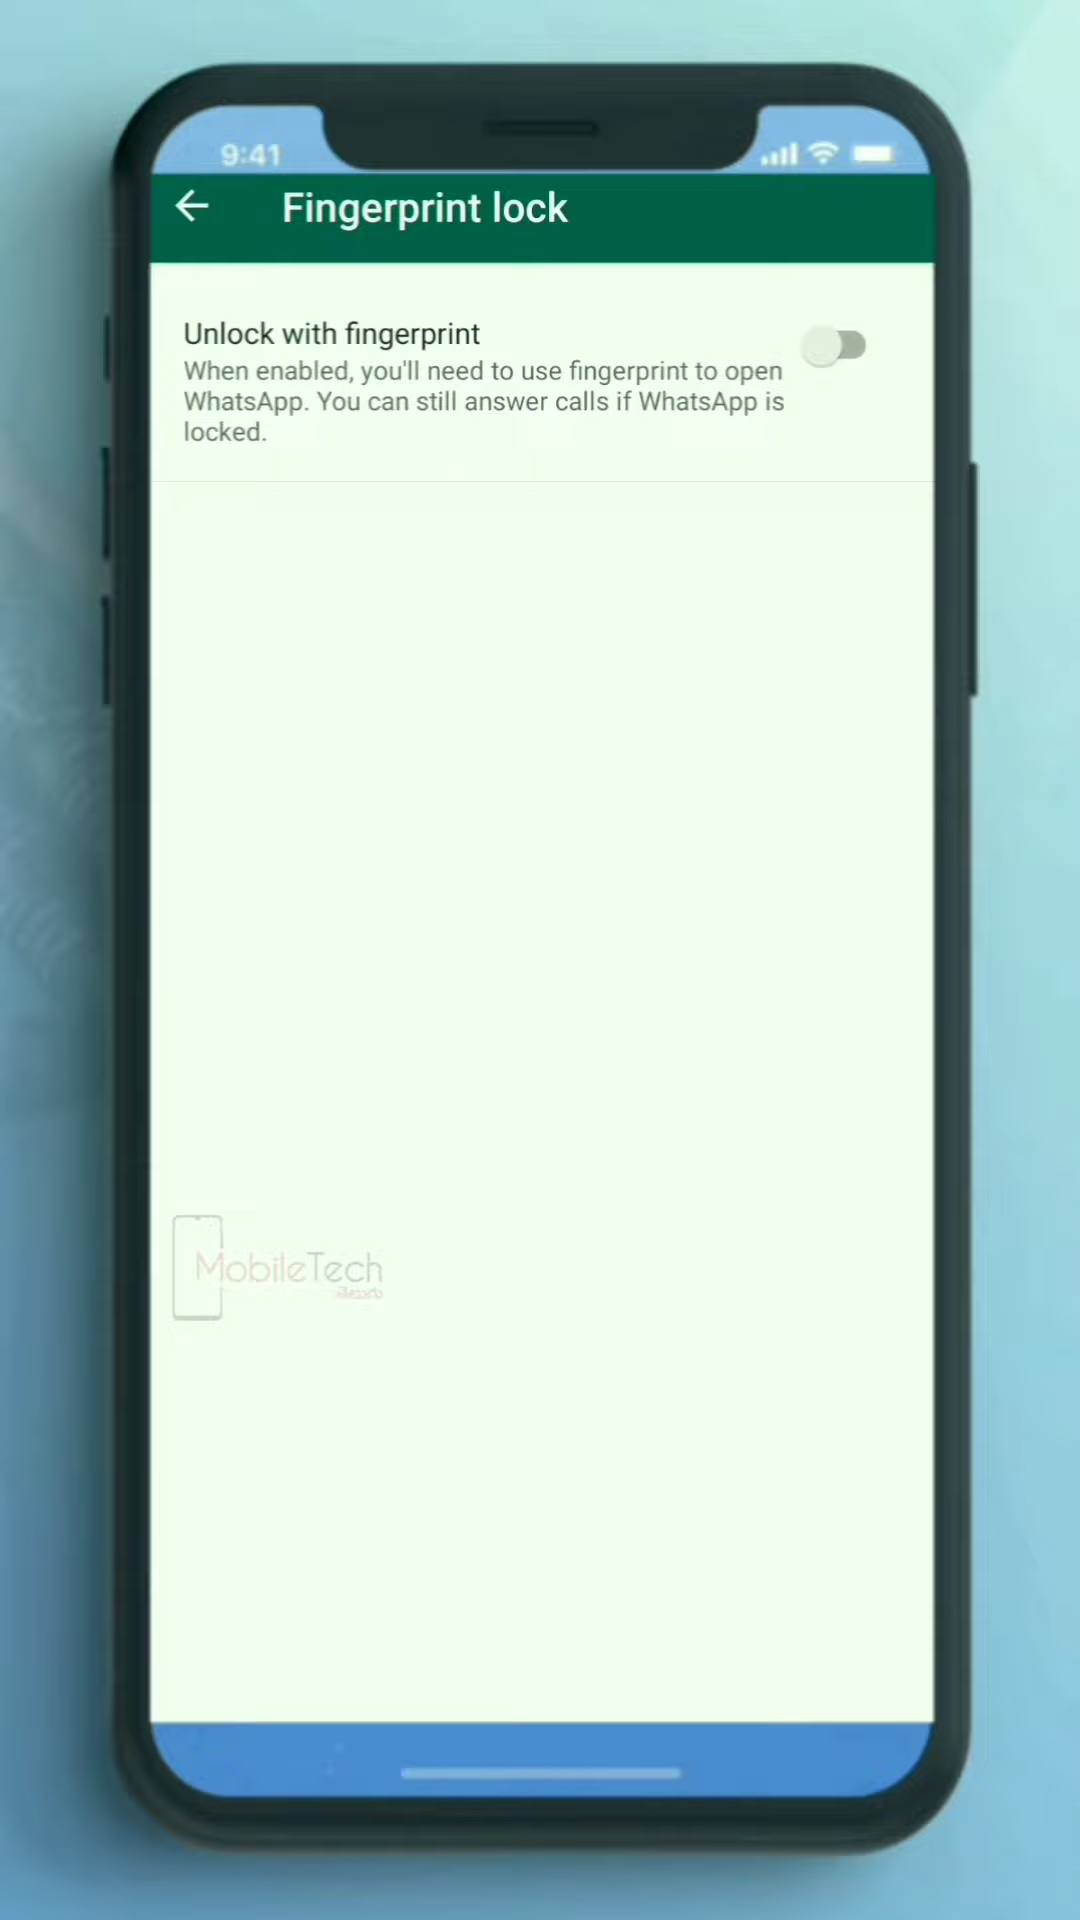 9:41
Fingerprint lock
Unlock with fingerprint
When enabled, you'll need to use fingerprint to open
WhatsApp. You can still answer calls if WhatsApp is
locked.
MobileTech
తెలుగు